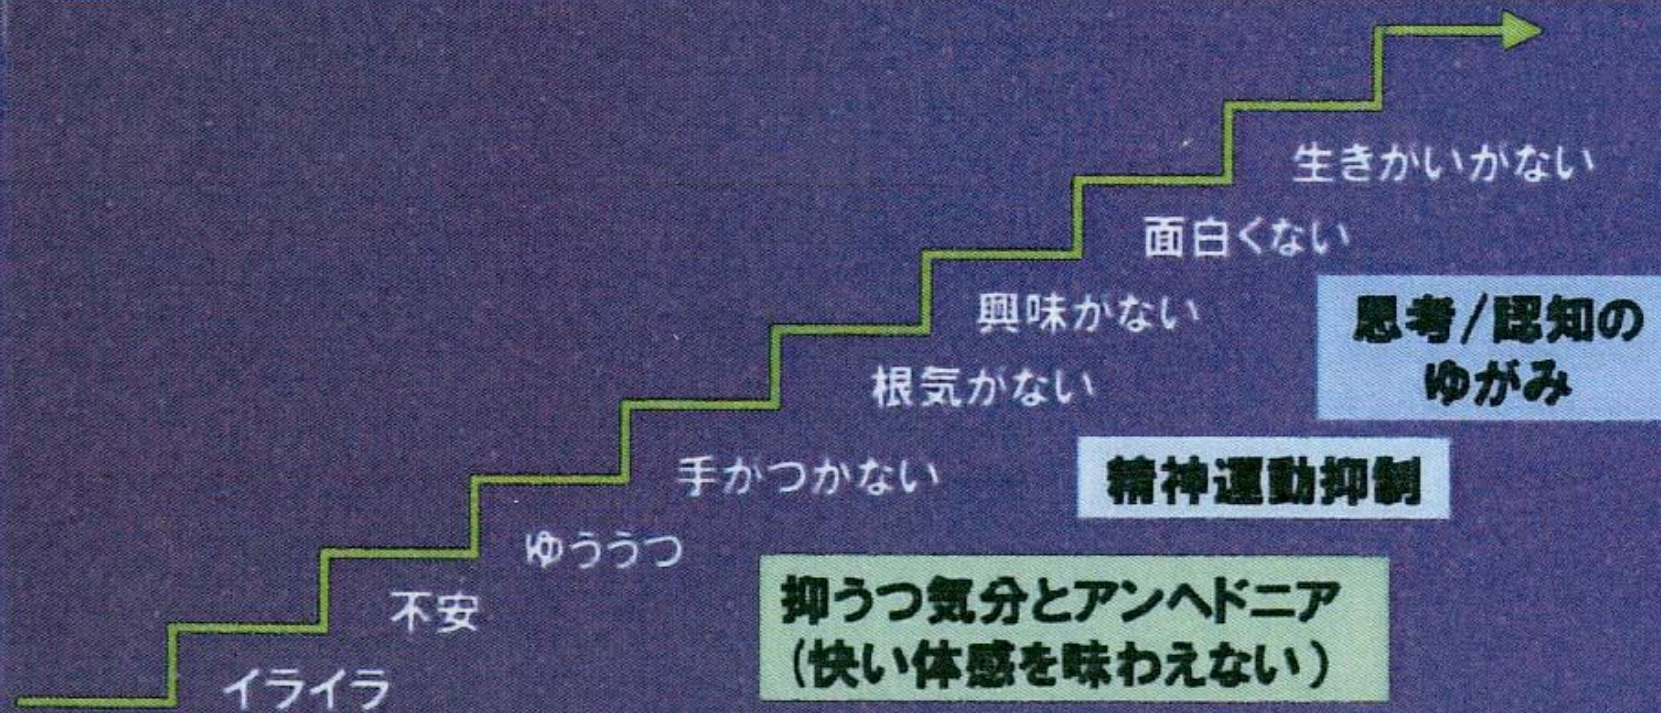 生きがいがない
面白くない
興味がない
思考/認知の
ゆがみ
根気がない
手がつかない
精神運動抑制
ゆううつ
抑うつ気分とアンヘドニア
(快い体感を味わえない)
不安
イライラ